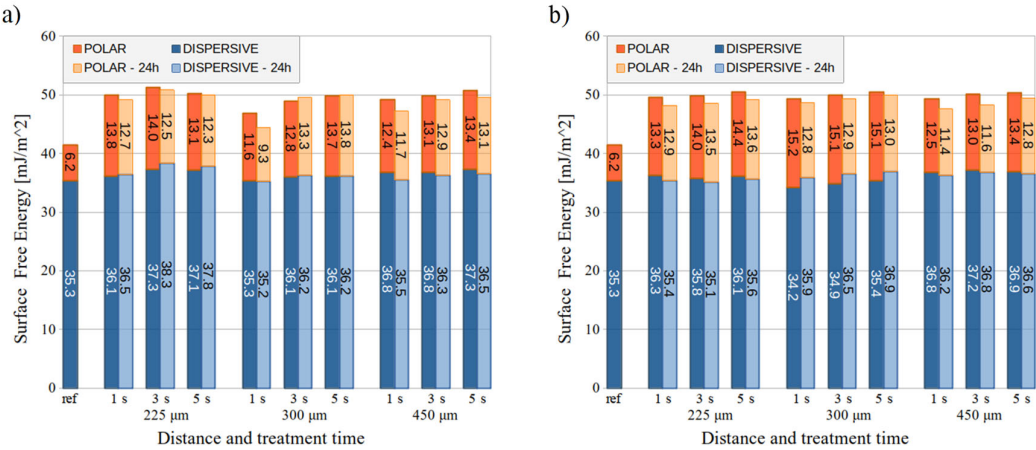 a)
60
50
40
30
20
10
0
Surface Free Energy [mJ/m^2]
POLAR
DISPERSIVE
POLAR - 24h
DISPERSIVE - 24h
6.2
13.8
12.7
14.0
12.5
13.1
12.3
11.6
9.3
12.8
13.3
13.7
13.8
12.4
11.7
13.1
12.9
13.4
13.1
35.3
36.1
36.5
37.3
38.3
37.1
37.8
35.3
35.2
36.1
36.2
36.1
36.2
36.8
35.5
36.8
36.3
37.3
36.5
ref
1 s
3 s
5 s
1 s
3 s
5 s
1 s
3 s
5 s
225 μm
300 μm
450 μm
Distance and treatment time
b)
60
50
40
30
20
10
0
Surface Free Energy [mJ/m^2]
POLAR
DISPERSIVE
POLAR - 24h
DISPERSIVE - 24h
6.2
13.3
12.9
14.0
13.5
14.4
13.6
15.2
12.8
15.1
12.9
15.1
13.0
12.5
11.4
13.1
11.6
13.4
12.8
35.3
36.3
35.4
35.8
35.1
36.1
35.6
34.2
35.9
34.9
36.5
35.4
36.9
36.8
36.2
37.2
36.8
36.9
36.6
ref
1 s
3 s
5 s
1 s
3 s
5 s
1 s
3 s
5 s
225 μm
300 μm
450 μm
Distance and treatment time